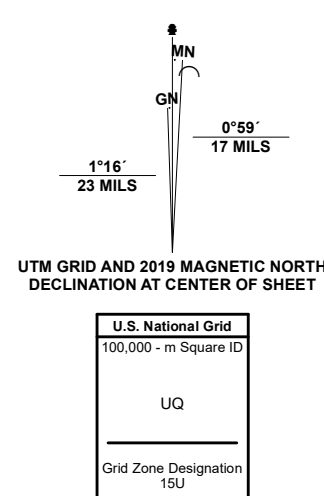 MN
GN
0°59´
17 MILS
1°16´
23 MILS
UTM GRID AND 2019 MAGNETIC NORTH
DECLINATION AT CENTER OF SHEET
U.S. National Grid
100,000 - m Square ID
UQ
Grid Zone Designation
15U